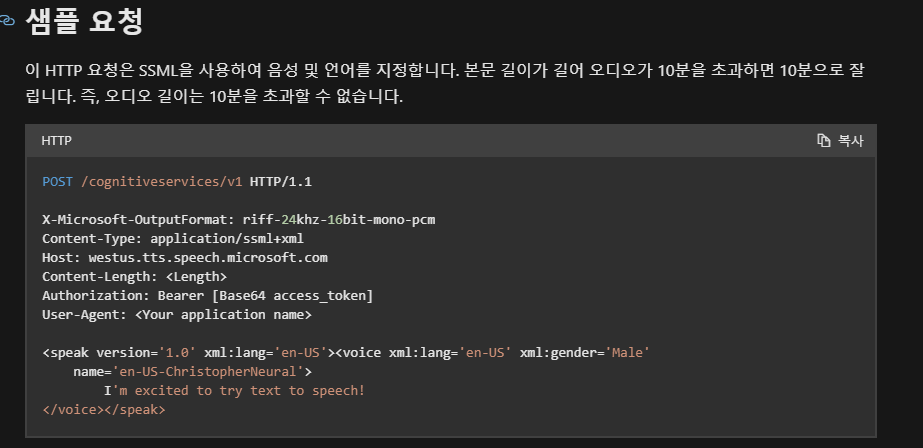 샘플 요청
이 HTTP 요청은 SSML을 사용하여 음성 및 언어를 지정합니다. 본문 길이가 길어 오디오가 10분을 초과하면 10분으로 잘
립니다. 즉, 오디오 길이는 10분을 초과할 수 없습니다.
HTTP 복사
POST /cognitiveservices/v1 HTTP/1.1
X-Microsoft-OutputFormat: riff-24khz-16bit-mono-pcm
Content-Type: application/ssml+xml
Host: westus.tts.speech.microsoft.com
Content-Length: <Length>
Authorization: Bearer [Base64 access_token]
User-Agent: <Your application name>
<speak version='1.0' xml:lang='en-US'><voice xml:lang='en-US' xml:gender='Male'
name='en-US-ChristopherNeural'>
I'm excited to try text to speech!
</voice></speak>